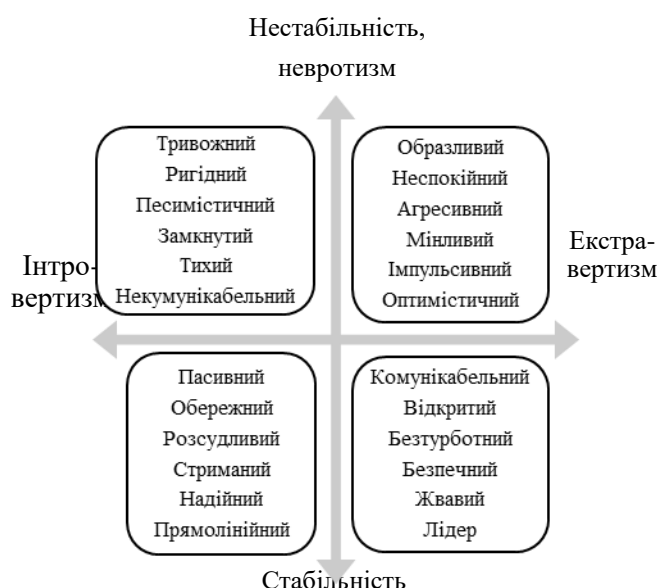 Нестабільність,
невротизм
Тривожний
Ригідний
Песимістичний
Замкнутий
Тихий
Некумунікабельний
Образливий
Неспокійний
Агресивний
Мінливий
Імпульсивний
Оптимістичний
Інтро-
вертизм
Екстра-
вертизм
Пасивний
Обережний
Розсудливий
Стриманий
Надійний
Прямолінійний
Комунікабельний
Відкритий
Безтурботний
Безпечний
Жвавий
Лідер
Стабільність